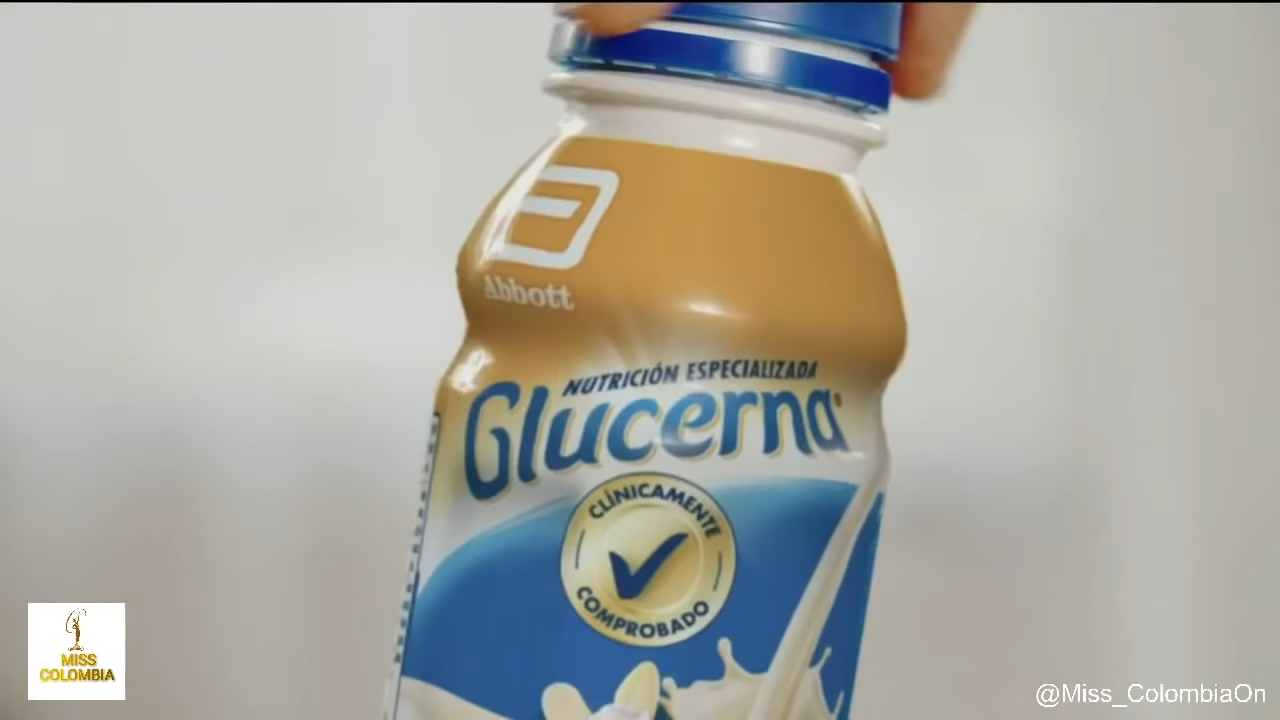 Abbott
NUTRICIÓN ESPECIALIZADA
Glucerna
CLÍNICAMENTE
COMPROBADO
MISS
COLOMBIA
@Miss_ColombiaOn